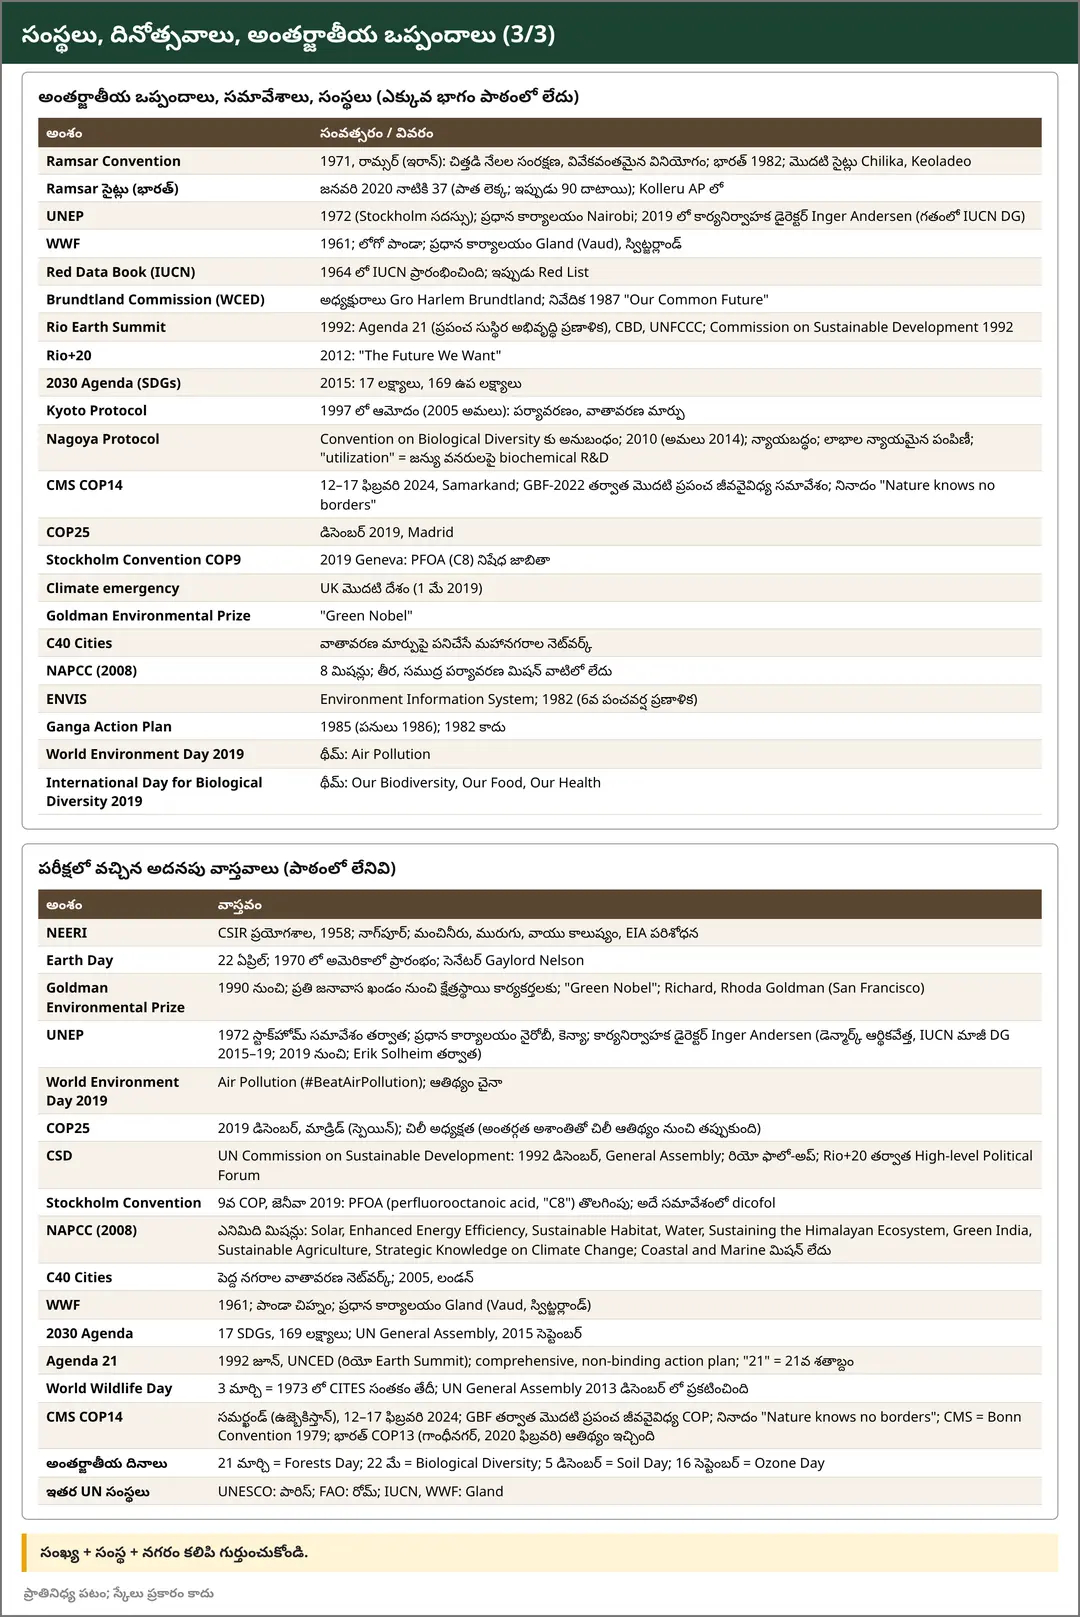 సంస్థలు, దినోత్సవాలు, అంతర్జాతీయ ఒప్పందాలు (3/3)
అంతర్జాతీయ ఒప్పందాలు, సమావేశాలు, సంస్థలు (ఎక్కువ భాగం పాఠంలో లేదు)
అంశం సంవత్సరం / వివరం
Ramsar Convention 1971, రామ్సర్ (ఇరాన్): చిత్తడి నేలల సంరక్షణ, వివేకవంతమైన వినియోగం; భారత్ 1982; మొదటి సైట్లు Chilika, Keoladeo
Ramsar సైట్లు (భారత్) జనవరి 2020 నాటికి 37 (పాత లెక్క; ఇప్పుడు 90 దాటాయి); Kolleru AP లో
UNEP 1972 (Stockholm సదస్సు); ప్రధాన కార్యాలయం Nairobi; 2019 లో కార్యనిర్వాహక డైరెక్టర్ Inger Andersen (గతంలో IUCN DG)
WWF 1961; లోగో పాండా; ప్రధాన కార్యాలయం Gland (Vaud), స్విట్జర్లాండ్
Red Data Book (IUCN) 1964 లో IUCN ప్రారంభించింది; ఇప్పుడు Red List
Brundtland Commission (WCED) అధ్యక్షురాలు Gro Harlem Brundtland; నివేదిక 1987 "Our Common Future"
Rio Earth Summit 1992: Agenda 21 (ప్రపంచ సుస్థిర అభివృద్ధి ప్రణాళిక), CBD, UNFCCC; Commission on Sustainable Development 1992
Rio+20 2012: "The Future We Want"
2030 Agenda (SDGs) 2015: 17 లక్ష్యాలు, 169 ఉప లక్ష్యాలు
Kyoto Protocol 1997 లో ఆమోదం (2005 అమలు): పర్యావరణం, వాతావరణ మార్పు
Nagoya Protocol Convention on Biological Diversity కు అనుబంధం; 2010 (అమలు 2014); న్యాయబద్ధం; లాభాల న్యాయమైన పంపిణీ;
"utilization" = జన్యు వనరులపై biochemical R&D
CMS COP14 12–17 ఫిబ్రవరి 2024, Samarkand; GBF-2022 తర్వాత మొదటి ప్రపంచ జీవవైవిధ్య సమావేశం; నినాదం "Nature knows no
borders"
COP25 డిసెంబర్ 2019, Madrid
Stockholm Convention COP9 2019 Geneva: PFOA (C8) నిషేధ జాబితా
Climate emergency UK మొదటి దేశం (1 మే 2019)
Goldman Environmental Prize "Green Nobel"
C40 Cities వాతావరణ మార్పుపై పనిచేసే మహానగరాల నెట్‌వర్క్
NAPCC (2008) 8 మిషన్లు; తీర, సముద్ర పర్యావరణ మిషన్ వాటిలో లేదు
ENVIS Environment Information System; 1982 (6వ పంచవర్ష ప్రణాళిక)
Ganga Action Plan 1985 (పనులు 1986); 1982 కాదు
World Environment Day 2019 థీమ్: Air Pollution
International Day for Biological థీమ్: Our Biodiversity, Our Food, Our Health
Diversity 2019
పరీక్షలో వచ్చిన అదనపు వాస్తవాలు (పాఠంలో లేనివి)
అంశం వాస్తవం
NEERI CSIR ప్రయోగశాల, 1958; నాగ్‌పూర్; మంచినీరు, మురుగు, వాయు కాలుష్యం, EIA పరిశోధన
Earth Day 22 ఏప్రిల్; 1970 లో అమెరికాలో ప్రారంభం; సెనేటర్ Gaylord Nelson
Goldman 1990 నుంచి; ప్రతి జనావాస ఖండం నుంచి క్షేత్రస్థాయి కార్యకర్తలకు; "Green Nobel"; Richard, Rhoda Goldman (San Francisco)
Environmental Prize
UNEP 1972 స్టాక్‌హోమ్ సమావేశం తర్వాత; ప్రధాన కార్యాలయం నైరోబీ, కెన్యా; కార్యనిర్వాహక డైరెక్టర్ Inger Andersen (డెన్మార్క్ ఆర్థికవేత్త, IUCN మాజీ DG
2015–19; 2019 నుంచి; Erik Solheim తర్వాత)
World Environment Air Pollution (#BeatAirPollution); ఆతిథ్యం చైనా
Day 2019
COP25 2019 డిసెంబర్, మాడ్రిడ్ (స్పెయిన్); చిలీ అధ్యక్షత (అంతర్గత అశాంతితో చిలీ ఆతిథ్యం నుంచి తప్పుకుంది)
CSD UN Commission on Sustainable Development: 1992 డిసెంబర్, General Assembly; రియో ఫాలో-అప్; Rio+20 తర్వాత High-level Political
Forum
Stockholm Convention 9వ COP, జెనీవా 2019: PFOA (perfluorooctanoic acid, "C8") తొలగింపు; అదే సమావేశంలో dicofol
NAPCC (2008) ఎనిమిది మిషన్లు: Solar, Enhanced Energy Efficiency, Sustainable Habitat, Water, Sustaining the Himalayan Ecosystem, Green India,
Sustainable Agriculture, Strategic Knowledge on Climate Change; Coastal and Marine మిషన్ లేదు
C40 Cities పెద్ద నగరాల వాతావరణ నెట్‌వర్క్; 2005, లండన్
WWF 1961; పాండా చిహ్నం; ప్రధాన కార్యాలయం Gland (Vaud, స్విట్జర్లాండ్)
2030 Agenda 17 SDGs, 169 లక్ష్యాలు; UN General Assembly, 2015 సెప్టెంబర్
Agenda 21 1992 జూన్, UNCED (రియో Earth Summit); comprehensive, non-binding action plan; "21" = 21వ శతాబ్దం
World Wildlife Day 3 మార్చి = 1973 లో CITES సంతకం తేదీ; UN General Assembly 2013 డిసెంబర్ లో ప్రకటించింది
CMS COP14 సమర్ఖండ్ (ఉజ్బెకిస్తాన్), 12–17 ఫిబ్రవరి 2024; GBF తర్వాత మొదటి ప్రపంచ జీవవైవిధ్య COP; నినాదం "Nature knows no borders"; CMS = Bonn
Convention 1979; భారత్ COP13 (గాంధీనగర్, 2020 ఫిబ్రవరి) ఆతిథ్యం ఇచ్చింది
అంతర్జాతీయ దినాలు 21 మార్చి = Forests Day; 22 మే = Biological Diversity; 5 డిసెంబర్ = Soil Day; 16 సెప్టెంబర్ = Ozone Day
ఇతర UN సంస్థలు UNESCO: పారిస్; FAO: రోమ్; IUCN, WWF: Gland
సంఖ్య + సంస్థ + నగరం కలిపి గుర్తుంచుకోండి.
ప్రాతినిధ్య పటం; స్కేలు ప్రకారం కాదు